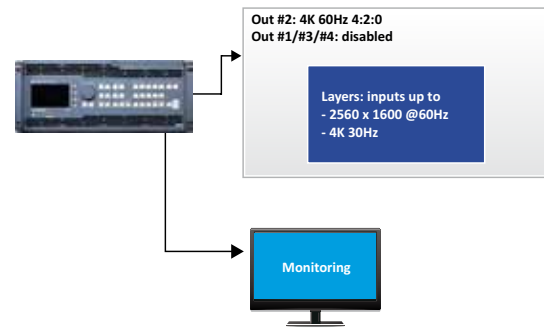 Out #2: 4K 60Hz 4:2:0
Out #1/#3/#4: disabled
Layers: inputs up to
- 2560 x 1600 @60Hz
- 4K 30Hz
Monitoring